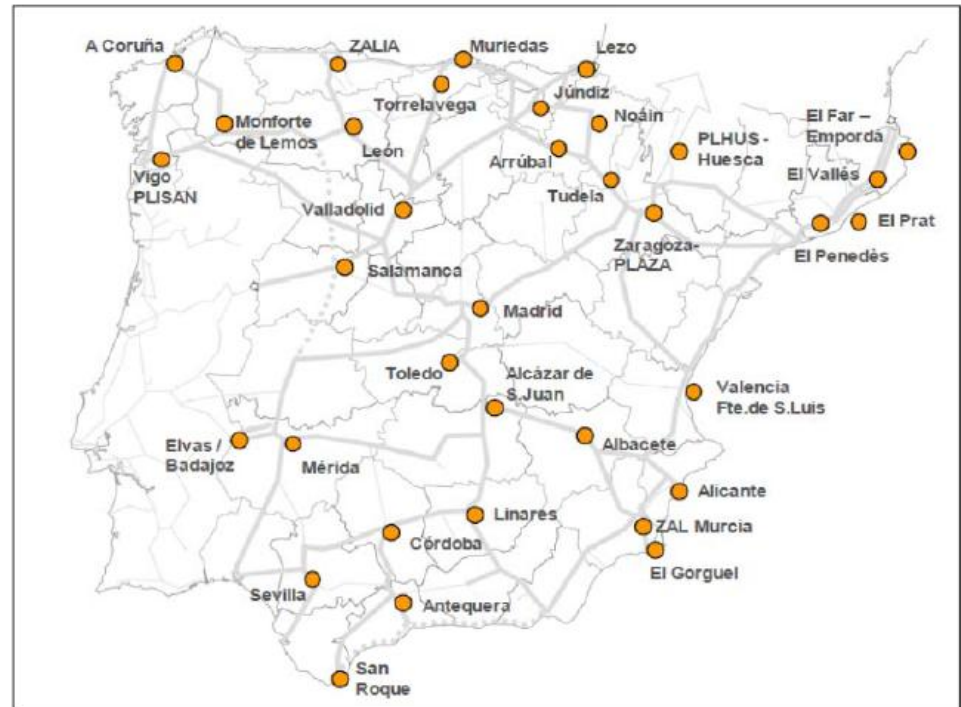 A Coruña
ZALIA
Muriedas
Lezo
Torrelavega
Júndiz
Monforte
de Lemos
León
Noáin
El Far –
Empordá
PLHUS -
Huesca
Arrúbal
El Vallés
Vigo
PLISAN
Tudela
Valladolid
El Prat
Zaragoza-
PLAZA
El Penedès
Salamanca
Madrid
Toledo
Alcázar de
S.Juan
Valencia
Fte.de S.Luis
Elvas /
Badajoz
Mérida
Albacete
Alicante
Linares
ZAL Murcia
Córdoba
El Gorguel
Sevilla
Antequera
San
Roque